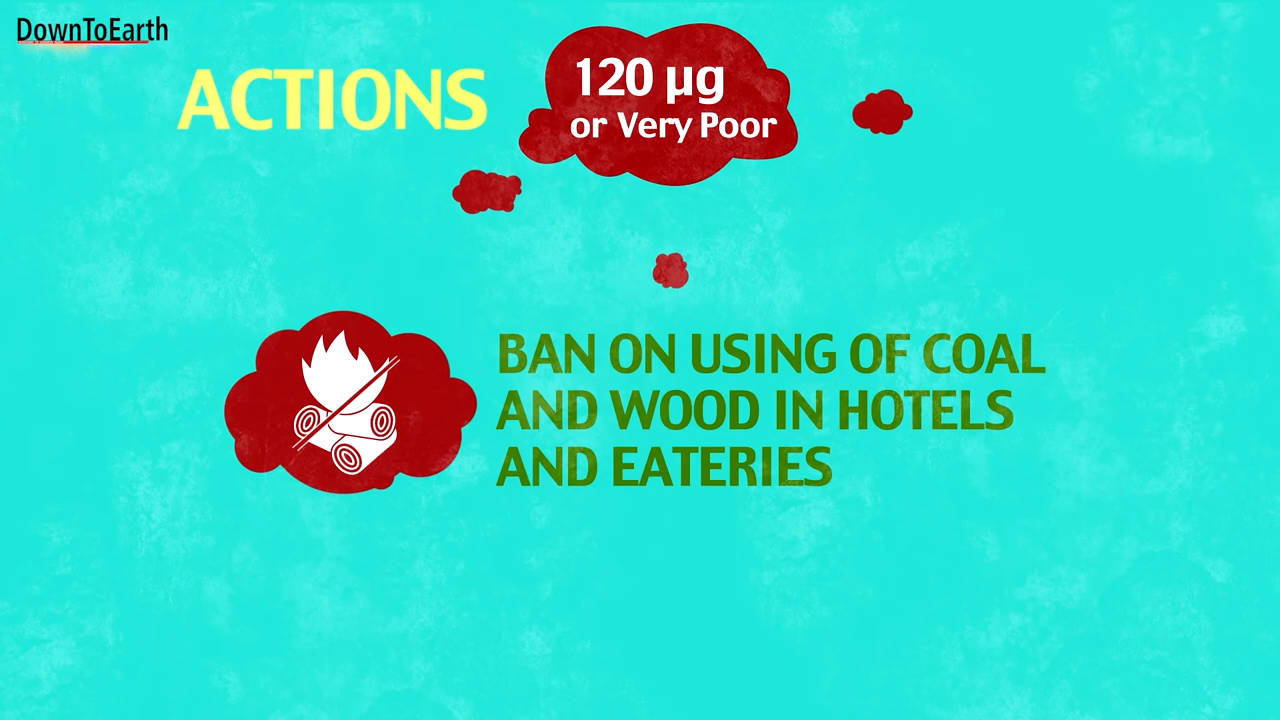 DownToEarth
ACTIONS
120 µg
or Very Poor
BAN ON USING OF COAL
AND WOOD IN HOTELS
AND EATERIES